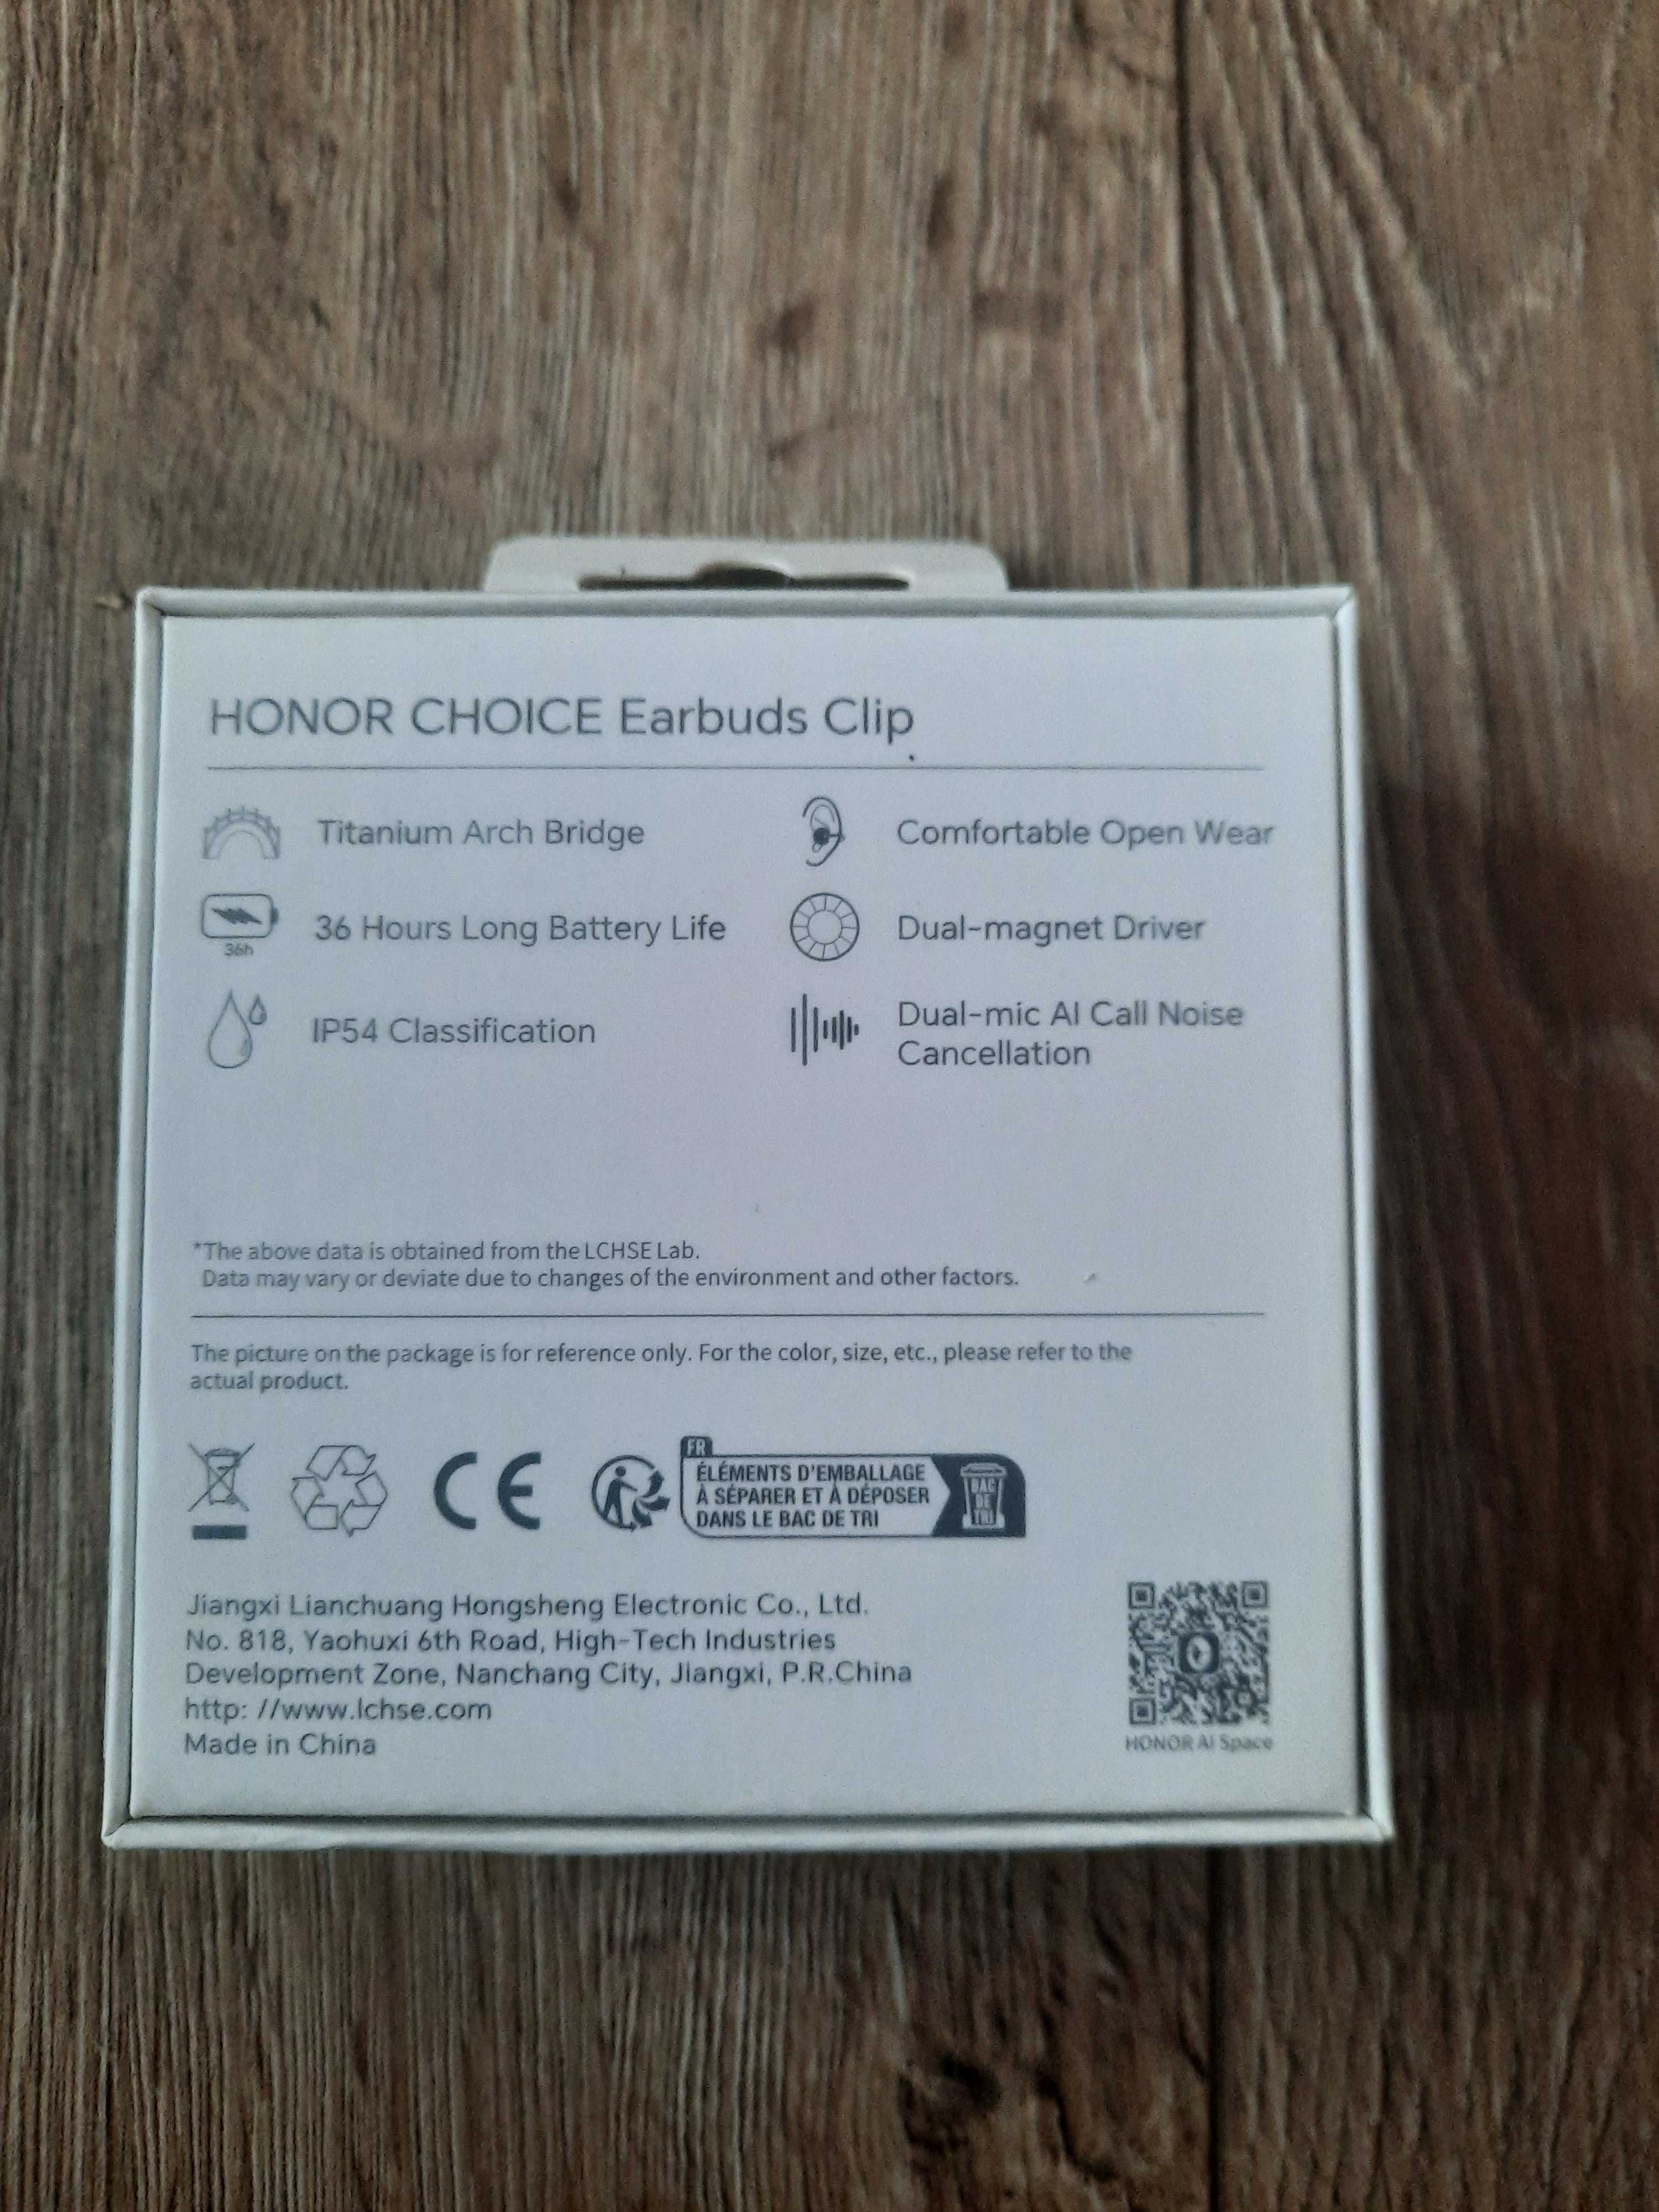 HONOR CHOICE Earbuds Clip
Titanium Arch Bridge
Comfortable Open Wear
36h
36 Hours Long Battery Life
Dual-magnet Driver
IP54 Classification
Dual-mic AI Call Noise
Cancellation
*The above data is obtained from the LCHSE Lab.
Data may vary or deviate due to changes of the environment and other factors.
The picture on the package is for reference only. For the color, size, etc., please refer to the
actual product.
CE
FR
ÉLÉMENTS D'EMBALLAGE
À SÉPARER ET À DÉPOSER
DANS LE BAC DE TRI
BAC
DE
TRI
Jiangxi Lianchuang Hongsheng Electronic Co., Ltd.
No. 818, Yaohuxi 6th Road, High-Tech Industries
Development Zone, Nanchang City, Jiangxi, P.R.China
http: //www.lchse.com
Made in China
HONOR AI Space